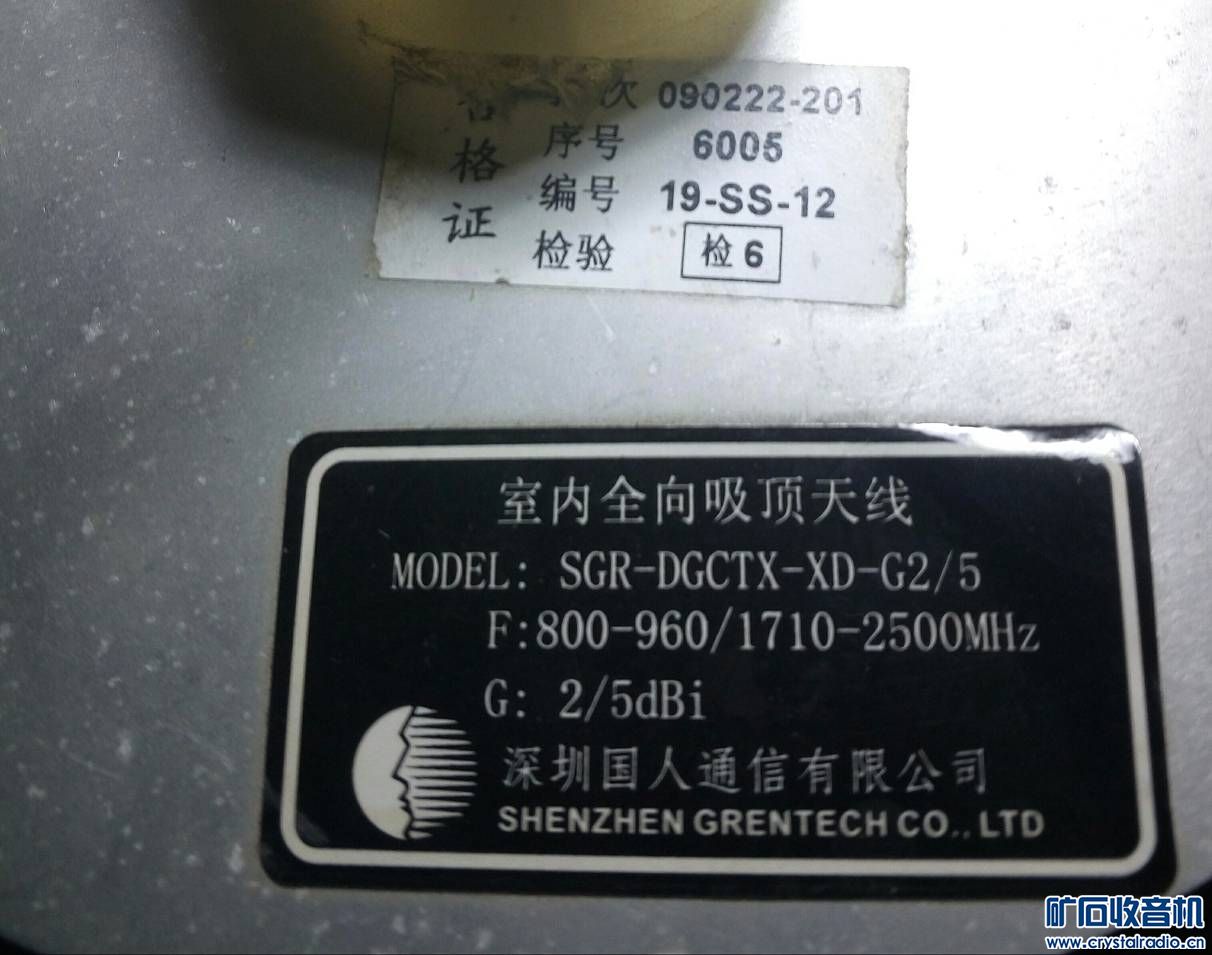 次 090222-201
序号 6005
编号 19-SS-12
检验 检6
格
证
室内全向吸顶天线
MODEL: SGR-DGCTX-XD-G2/5
F:800-960/1710-2500MHz
G: 2/5dBi
深圳国人通信有限公司
SHENZHEN GRENTECH CO., LTD
矿石收音机
www.crystalradio.cn